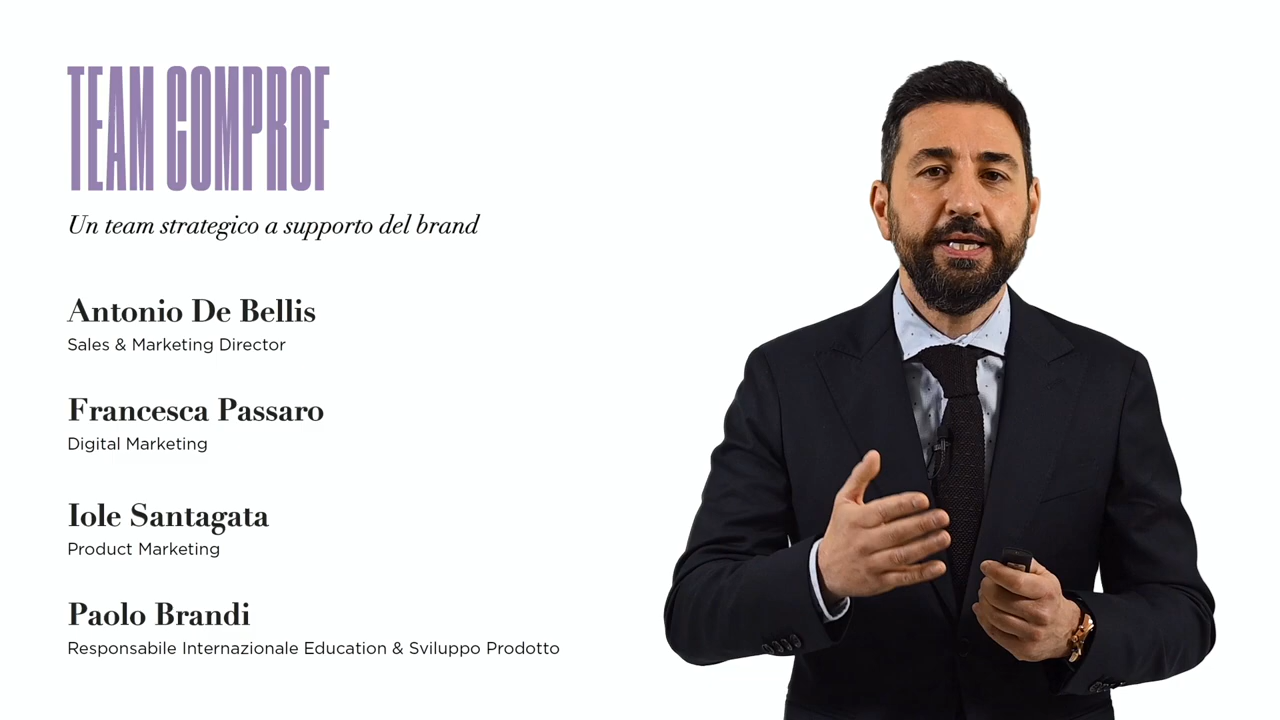 TEAM COMPROF
Un team strategico a supporto del brand
Antonio De Bellis
Sales & Marketing Director
Francesca Passaro
Digital Marketing
Iole Santagata
Product Marketing
Paolo Brandi
Responsabile Internazionale Education & Sviluppo Prodotto